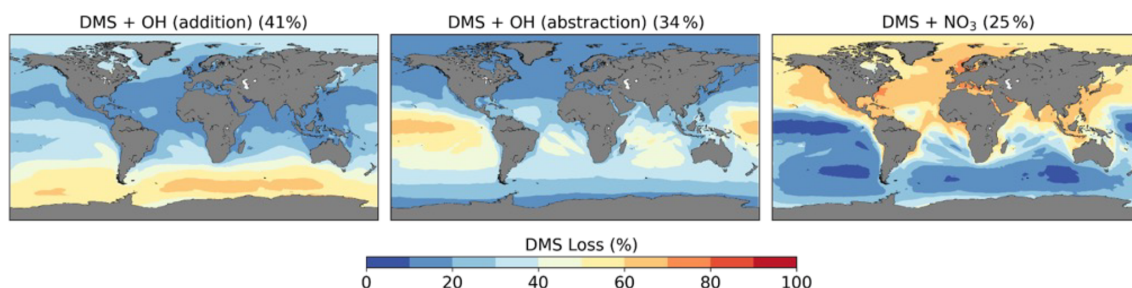 DMS + OH (addition) (41%)
DMS + OH (abstraction) (34%)
DMS + NO₃ (25%)
DMS Loss (%)
0 20 40 60 80 100